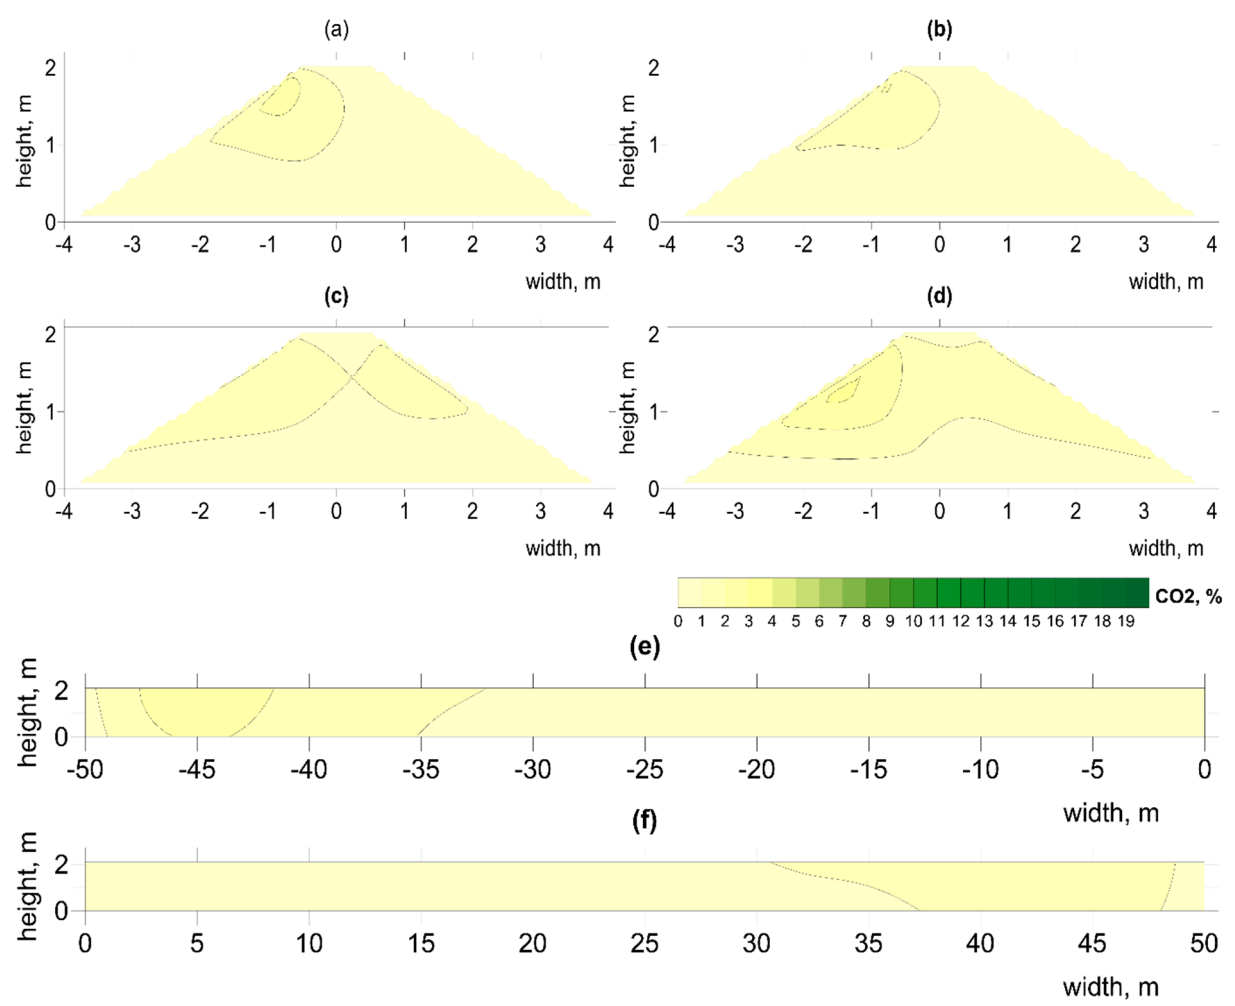 (a)
(b)
height, m
2
1
0
-4 -3 -2 -1 0 1 2 3 4
width, m
height, m
2
1
0
-4 -3 -2 -1 0 1 2 3 4
width, m
(c)
(d)
height, m
2
1
0
-4 -3 -2 -1 0 1 2 3 4
width, m
height, m
2
1
0
-4 -3 -2 -1 0 1 2 3 4
width, m
0 1 2 3 4 5 6 7 8 9 10 11 12 13 14 15 16 17 18 19
CO2, %
(e)
height, m
2
0
-50 -45 -40 -35 -30 -25 -20 -15 -10 -5 0
width, m
(f)
height, m
2
0
0 5 10 15 20 25 30 35 40 45 50
width, m